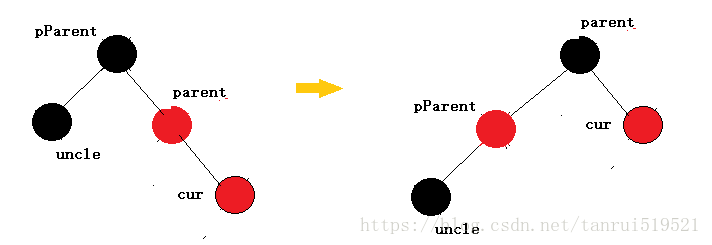 pParent
parent
uncle
cur
parent
pParent
cur
uncle
https://blog.csdn.net/tanrui519521